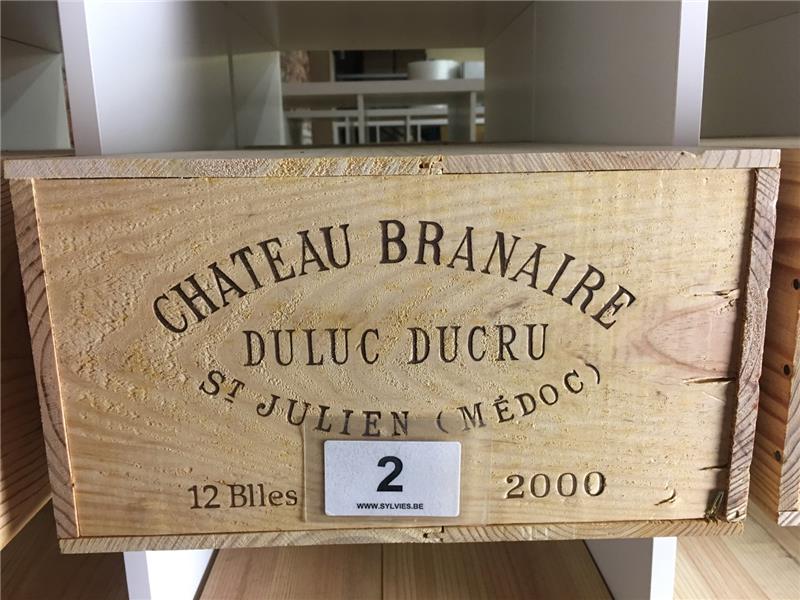 CHATEAU BRANAIRE
DULUC DUCRU
ST JULIEN (MÉDOC)
12 Blles
2000
2
WWW.SYLVIES.BE